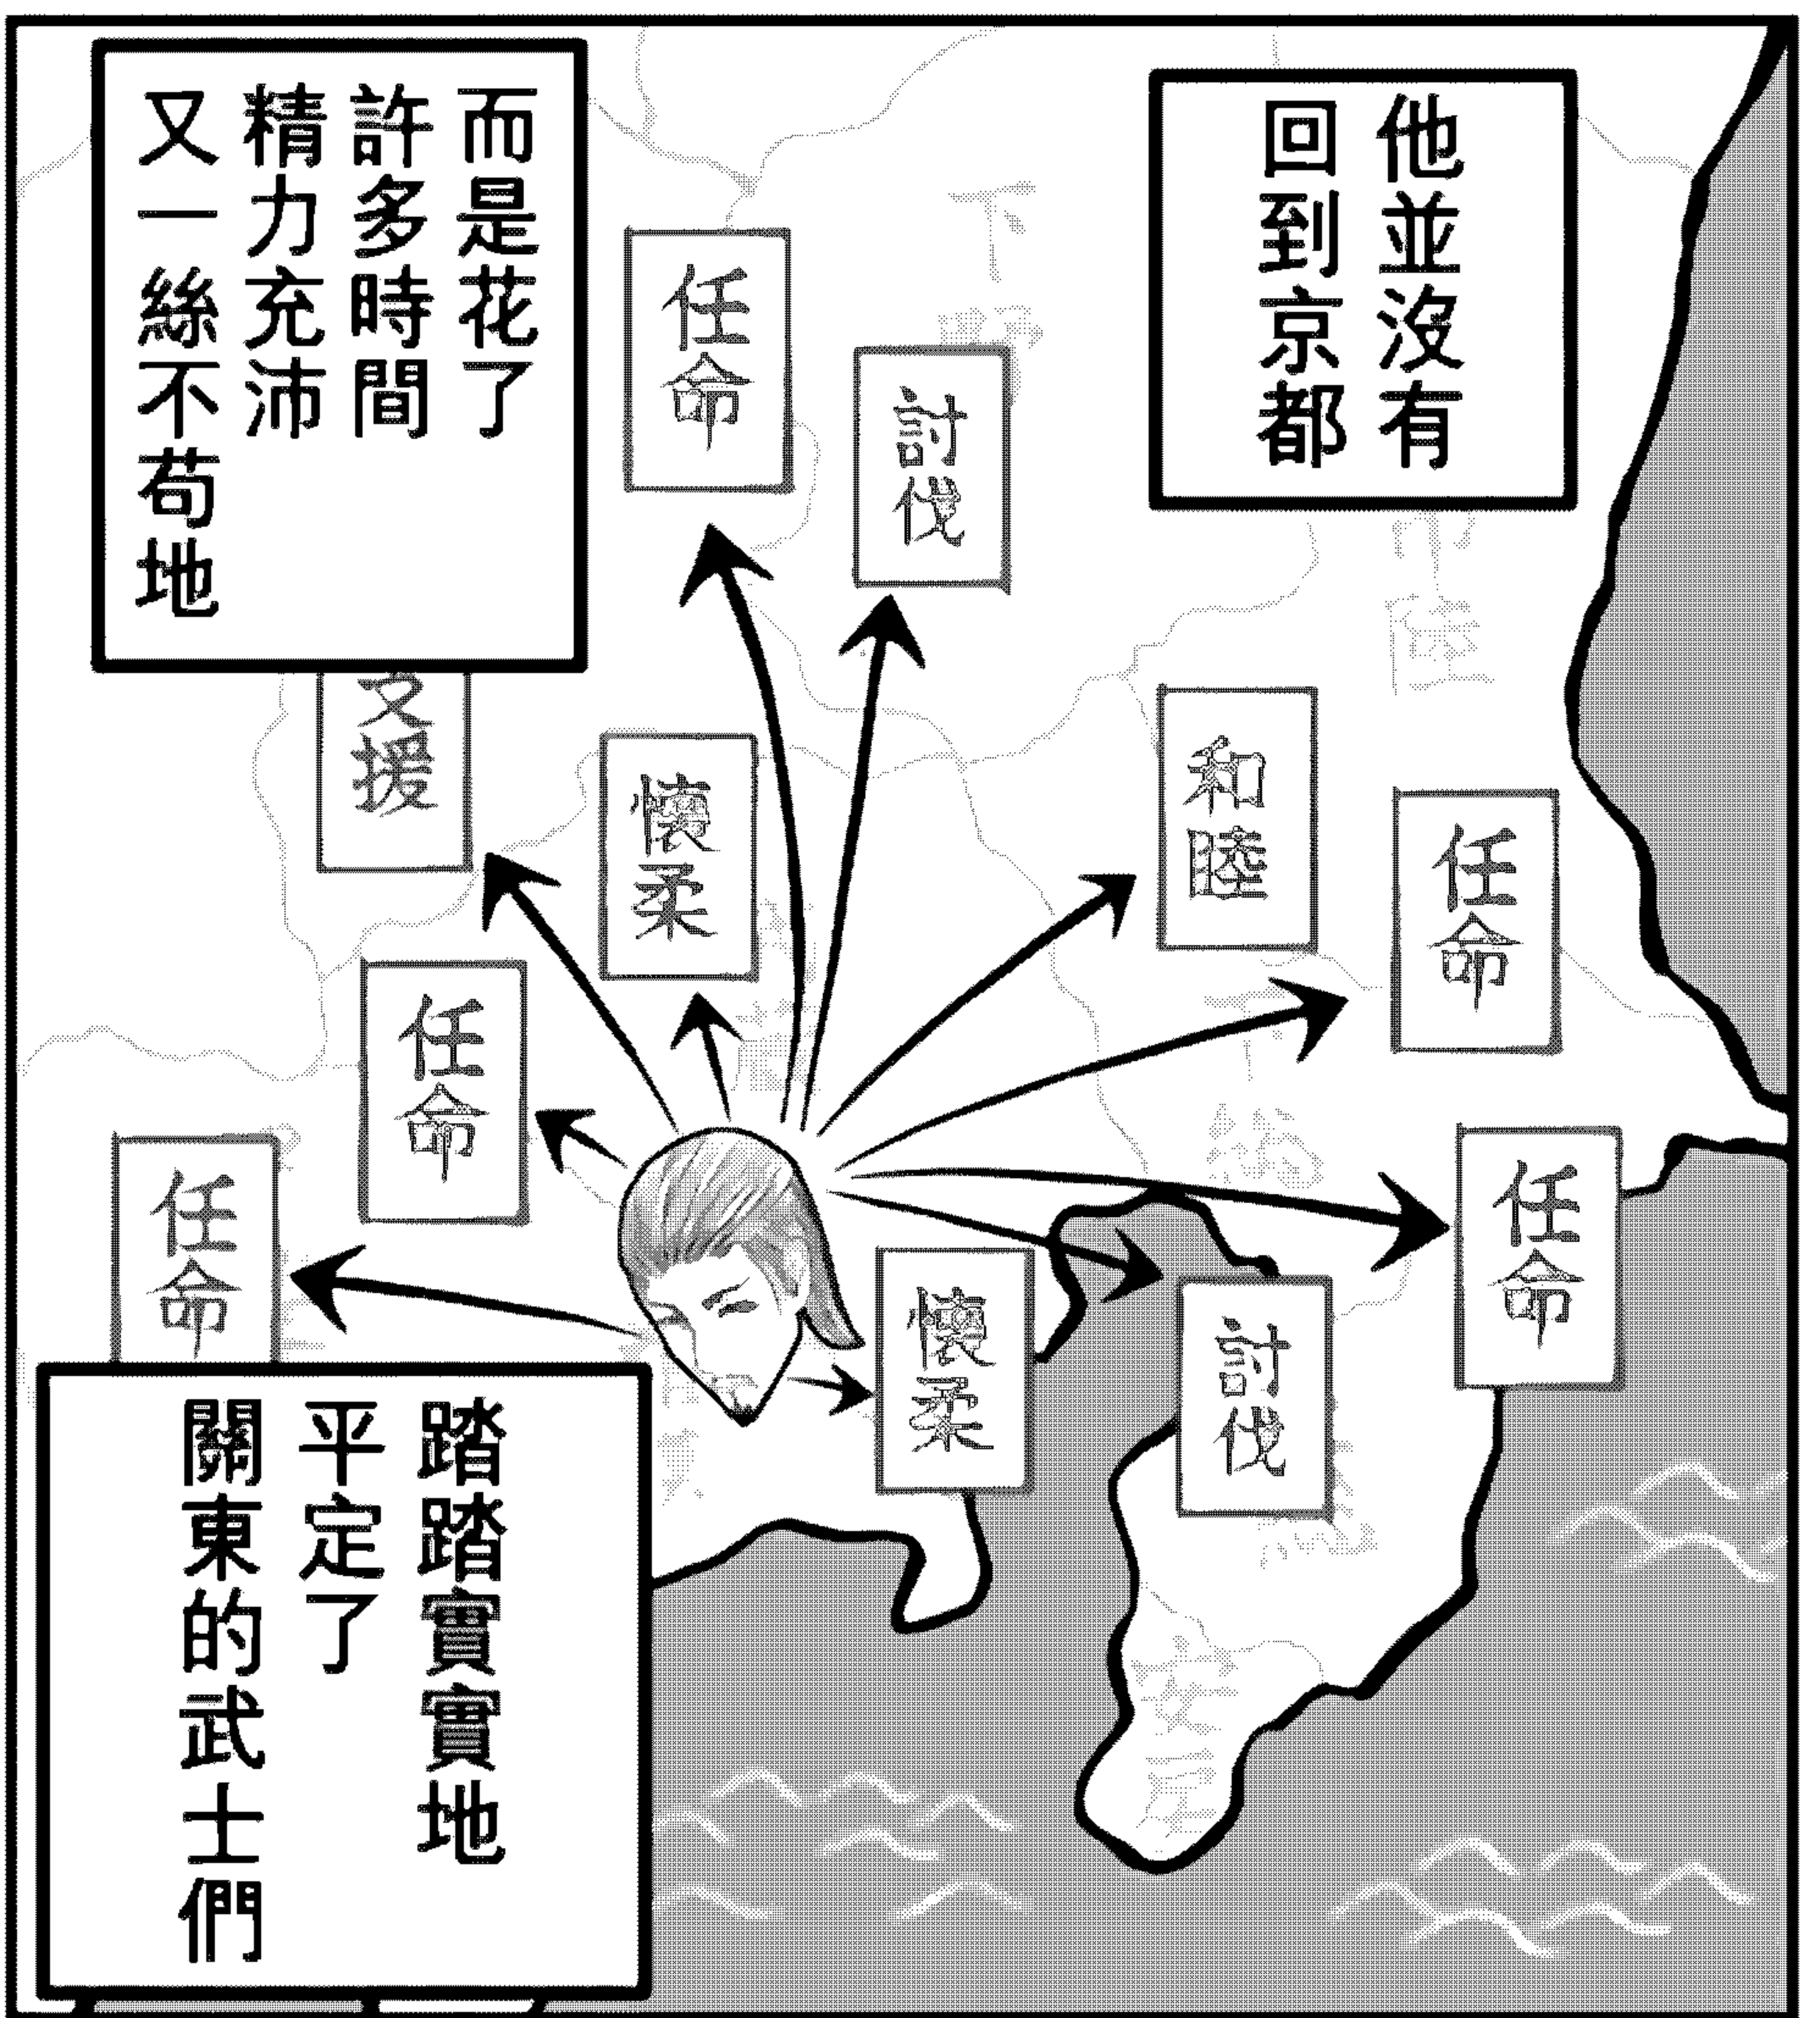 他並沒有
回到京都
而是花了
許多時間
精力充沛
又一絲不苟地
任命
討伐
和睦
任命
支援
懷柔
任命
任命
任命
懷柔
討伐
踏踏實實地
平定了
關東的武士們
安房